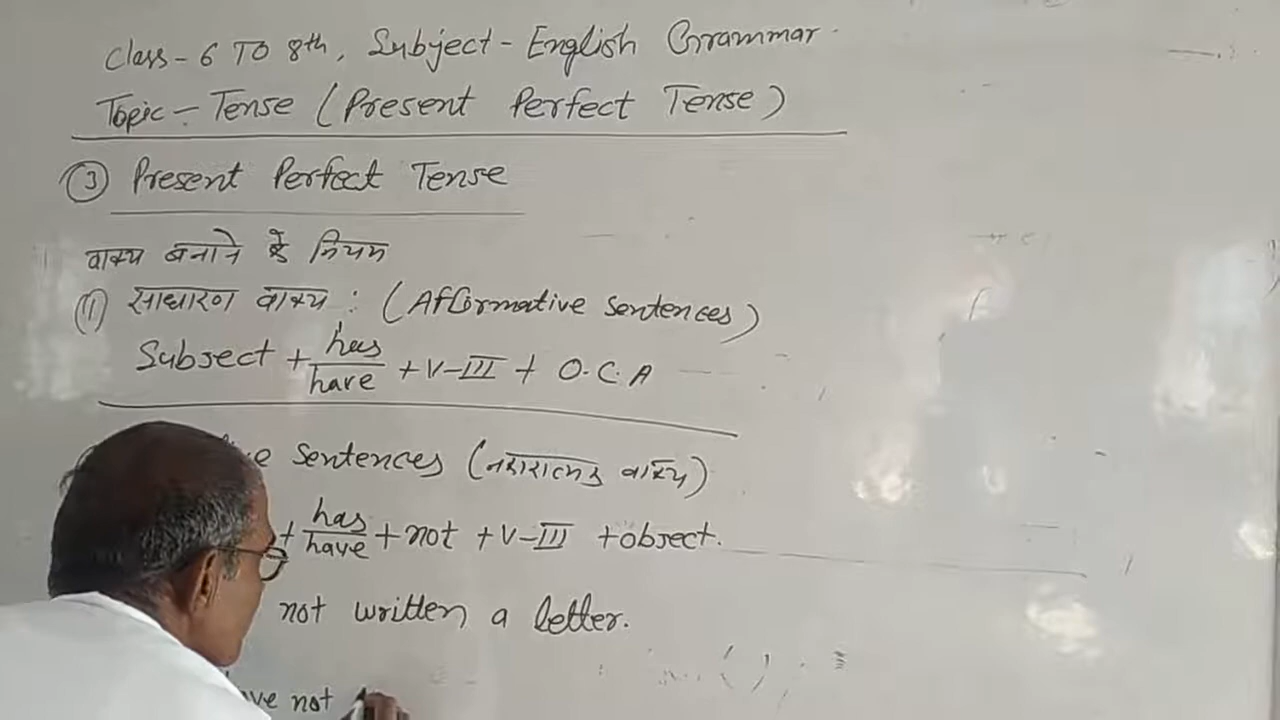 Class - 6 TO 8th, Subject - English Grammar
Topic - Tense (Present Perfect Tense)
③ Present Perfect Tense
वाक्य बनाने के नियम
(1) साधारण वाक्य : (Affirmative Sentences)
Subject + has/have + V-III + O.C.A
Sentences (नकारात्मक वाक्य)
+ has/have + not + V-III + object.
not written a letter.
not